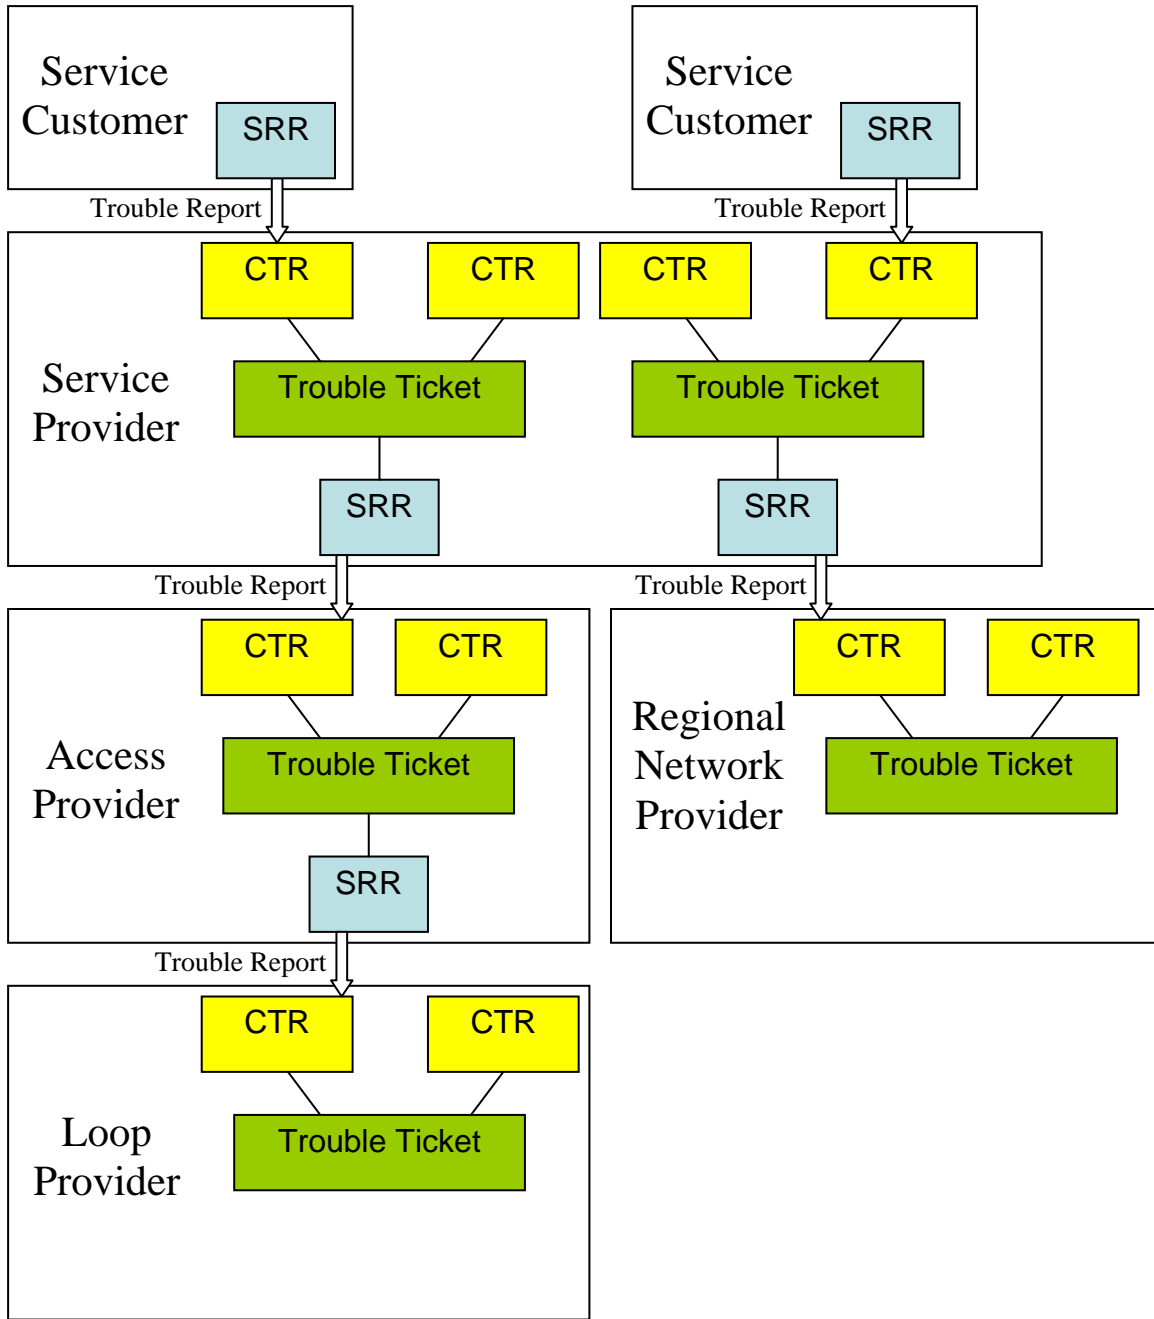 Service
Customer
SRR
Service
Customer
SRR
Trouble Report
Trouble Report
CTR
CTR
CTR
CTR
Service
Provider
Trouble Ticket
Trouble Ticket
SRR
SRR
Trouble Report
Trouble Report
CTR
CTR
Access
Provider
Trouble Ticket
SRR
CTR
CTR
Regional
Network
Provider
Trouble Ticket
Trouble Report
CTR
CTR
Loop
Provider
Trouble Ticket